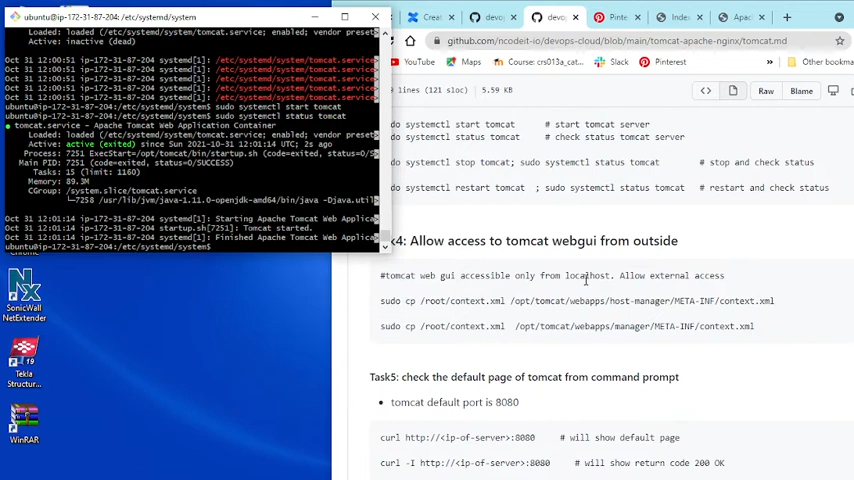 ubuntu@ip-172-31-87-204: /etc/systemd/system
Loaded: loaded (/etc/systemd/system/tomcat.service; enabled; vendor preset
Active: inactive (dead)
Oct 31 12:00:51 ip-172-31-87-204 systemd[1]: /etc/systemd/system/tomcat.service
Oct 31 12:00:51 ip-172-31-87-204 systemd[1]: /etc/systemd/system/tomcat.service
Oct 31 12:00:51 ip-172-31-87-204 systemd[1]: /etc/systemd/system/tomcat.service
Oct 31 12:00:51 ip-172-31-87-204 systemd[1]: /etc/systemd/system/tomcat.service
ubuntu@ip-172-31-87-204:/etc/systemd/system$ sudo systemctl start tomcat
ubuntu@ip-172-31-87-204:/etc/systemd/system$ sudo systemctl status tomcat
● tomcat.service - Apache Tomcat Web Application Container
Loaded: loaded (/etc/systemd/system/tomcat.service; enabled; vendor preset
Active: active (exited) since Sun 2021-10-31 12:01:14 UTC; 2s ago
Process: 7251 ExecStart=/opt/tomcat/bin/startup.sh (code=exited, status=0/S
Main PID: 7251 (code=exited, status=0/SUCCESS)
Tasks: 15 (limit: 1160)
Memory: 89.3M
CGroup: /system.slice/tomcat.service
└─7258 /usr/lib/jvm/java-1.11.0-openjdk-amd64/bin/java -Djava.util
Oct 31 12:01:14 ip-172-31-87-204 systemd[1]: Starting Apache Tomcat Web Applica
Oct 31 12:01:14 ip-172-31-87-204 startup.sh[7251]: Tomcat started.
Oct 31 12:01:14 ip-172-31-87-204 systemd[1]: Finished Apache Tomcat Web Applica
ubuntu@ip-172-31-87-204:/etc/systemd/system$
SonicWall
NetExtender
19
Tekla
Structure...
WinRAR
Create
devop
devop
Pinte
Index
Apac
github.com/ncodeit-io/devops-cloud/blob/main/tomcat-apache-nginx/tomcat.md
YouTube Maps Course: crs013a_c... Slack Pinterest Other bookma
lines (121 sloc) 5.59 KB
Raw Blame
sudo systemctl start tomcat # start tomcat server
sudo systemctl status tomcat # check status tomcat server
sudo systemctl stop tomcat; sudo systemctl status tomcat # stop and check status
sudo systemctl restart tomcat ; sudo systemctl status tomcat # restart and check status
k4: Allow access to tomcat webgui from outside
#tomcat web gui accessible only from localhost. Allow external access
sudo cp /root/context.xml /opt/tomcat/webapps/host-manager/META-INF/context.xml
sudo cp /root/context.xml /opt/tomcat/webapps/manager/META-INF/context.xml
Task5: check the default page of tomcat from command prompt
• tomcat default port is 8080
curl http://<ip-of-server>:8080 # will show default page
curl -I http://<ip-of-server>:8080 # will show return code 200 OK